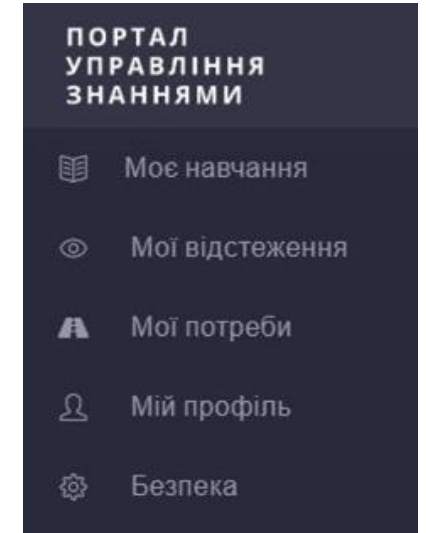 ПОРТАЛ
УПРАВЛІННЯ
ЗНАННЯМИ
Моє навчання
Мої відстеження
Мої потреби
Мій профіль
Безпека